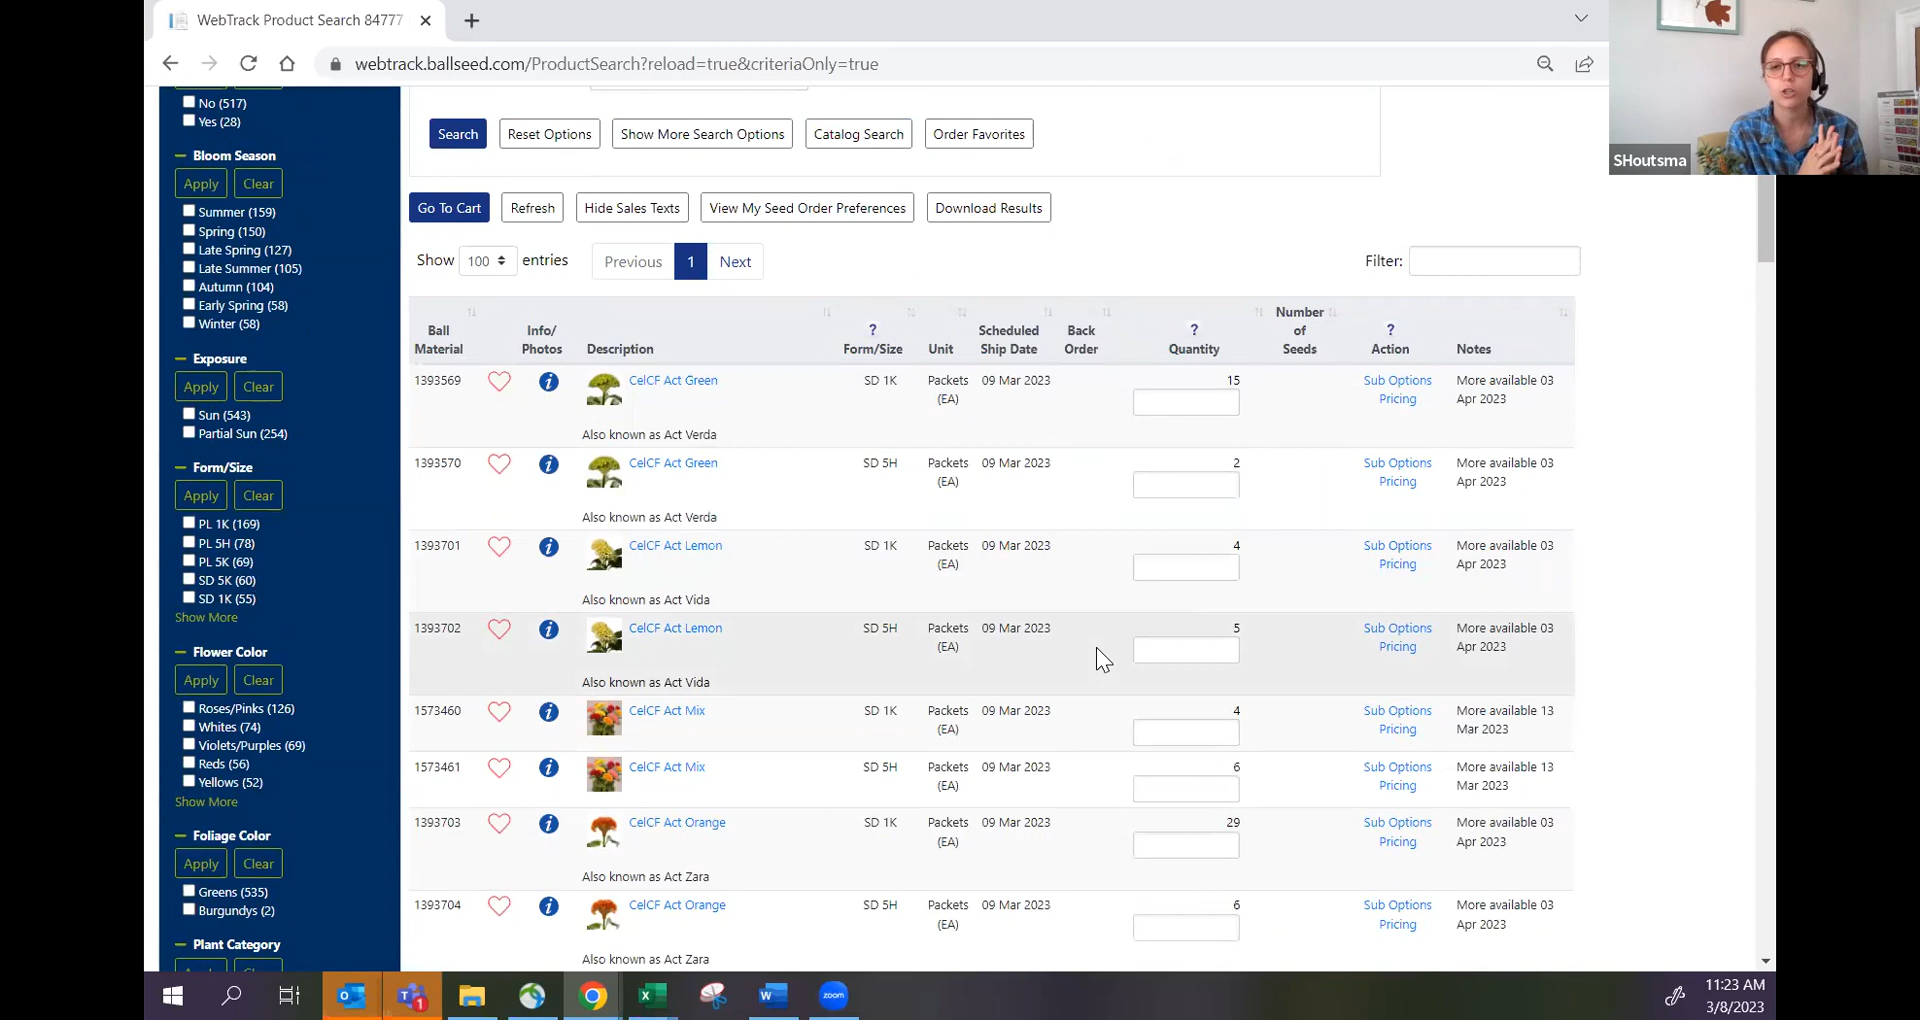 WebTrack Product Search 84777
webtrack.ballseed.com/ProductSearch?reload=true&criteriaOnly=true
SHoutsma
No (517)
Yes (28)
Bloom Season
Apply Clear
Summer (159)
Spring (150)
Late Spring (127)
Late Summer (105)
Autumn (104)
Early Spring (58)
Winter (58)
Exposure
Apply Clear
Sun (543)
Partial Sun (254)
Form/Size
Apply Clear
PL 1K (169)
PL 5H (78)
PL 5K (69)
SD 5K (60)
SD 1K (55)
Show More
Flower Color
Apply Clear
Roses/Pinks (126)
Whites (74)
Violets/Purples (69)
Reds (56)
Yellows (52)
Show More
Foliage Color
Apply Clear
Greens (535)
Burgundys (2)
Plant Category
Search Reset Options Show More Search Options Catalog Search Order Favorites
Go To Cart Refresh Hide Sales Texts View My Seed Order Preferences Download Results
Show 100 entries Previous 1 Next Filter:
Ball Material Info/ Photos Description ? Form/Size Unit Scheduled Ship Date Back Order ? Quantity Number of Seeds ? Action Notes
1393569 CelCF Act Green SD 1K Packets 09 Mar 2023 15 Sub Options More available 03
(EA) Pricing Apr 2023
Also known as Act Verda
1393570 CelCF Act Green SD 5H Packets 09 Mar 2023 2 Sub Options More available 03
(EA) Pricing Apr 2023
Also known as Act Verda
1393701 CelCF Act Lemon SD 1K Packets 09 Mar 2023 4 Sub Options More available 03
(EA) Pricing Apr 2023
Also known as Act Vida
1393702 CelCF Act Lemon SD 5H Packets 09 Mar 2023 5 Sub Options More available 03
(EA) Pricing Apr 2023
Also known as Act Vida
1573460 CelCF Act Mix SD 1K Packets 09 Mar 2023 4 Sub Options More available 13
(EA) Pricing Mar 2023
1573461 CelCF Act Mix SD 5H Packets 09 Mar 2023 6 Sub Options More available 13
(EA) Pricing Mar 2023
1393703 CelCF Act Orange SD 1K Packets 09 Mar 2023 29 Sub Options More available 03
(EA) Pricing Apr 2023
Also known as Act Zara
1393704 CelCF Act Orange SD 5H Packets 09 Mar 2023 6 Sub Options More available 03
(EA) Pricing Apr 2023
Also known as Act Zara
zoom
11:23 AM
3/8/2023